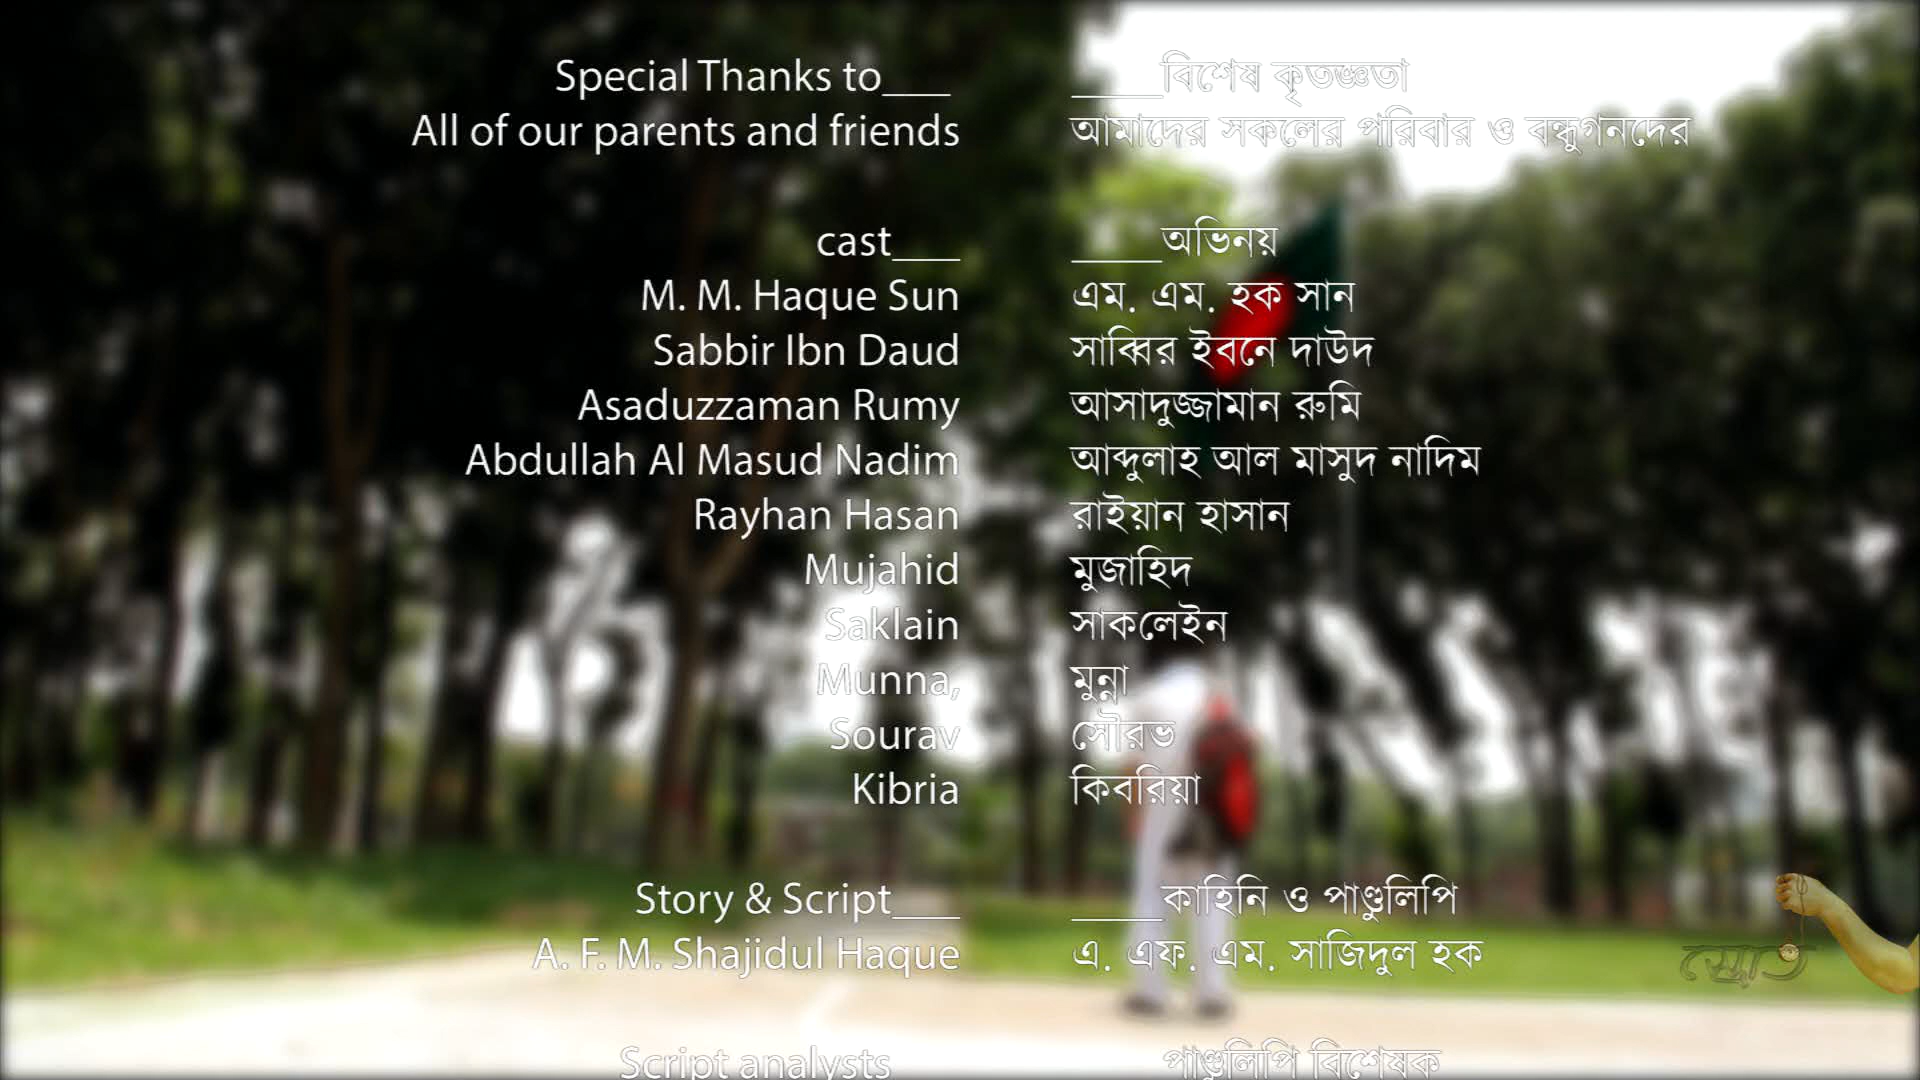 Special Thanks to___ ____বিশেষ কৃতজ্ঞতা
All of our parents and friends আমাদের সকলের পরিবার ও বন্ধুগনদের
cast___ ____অভিনয়
M. M. Haque Sun এম. এম. হক সান
Sabbir Ibn Daud সাব্বির ইবনে দাউদ
Asaduzzaman Rumy আসাদুজ্জামান রুমি
Abdullah Al Masud Nadim আব্দুলাহ আল মাসুদ নাদিম
Rayhan Hasan রাইয়ান হাসান
Mujahid মুজাহিদ
Saklain সাকলেইন
Munna, মুন্না
Sourav সৌরভ
Kibria কিবরিয়া
Story & Script___ ____কাহিনি ও পাণ্ডুলিপি
A. F. M. Shajidul Haque এ. এফ. এম. সাজিদুল হক
স্রোত
Script analysts পাণ্ডুলিপি বিশেষক